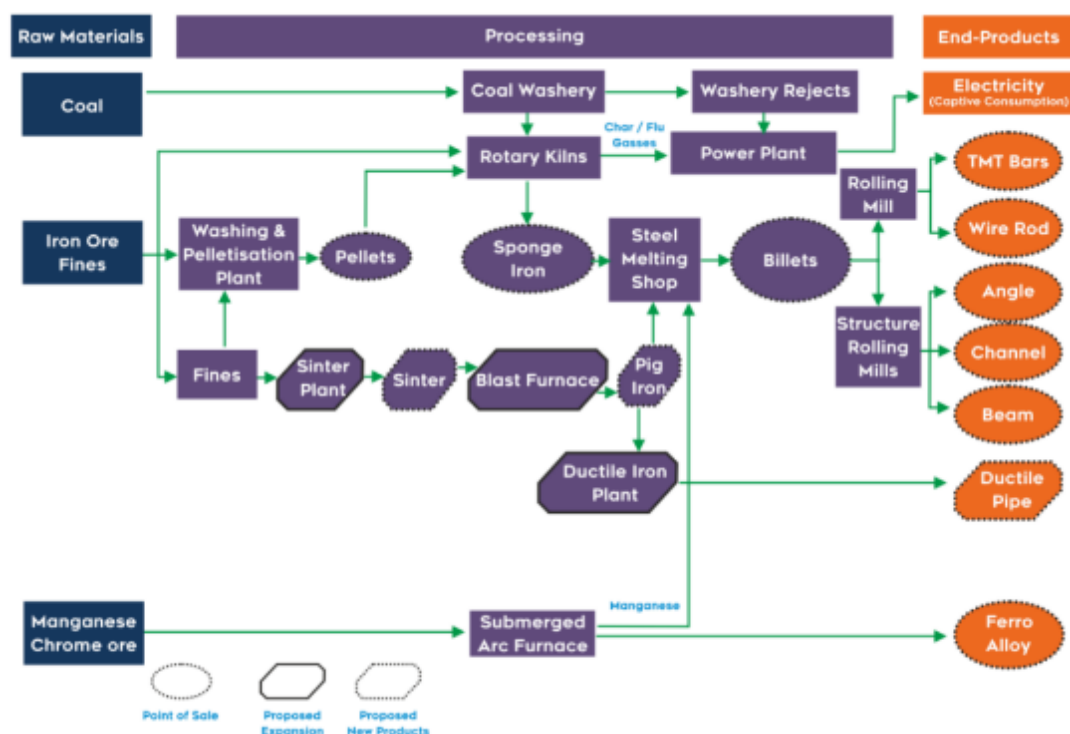 Raw Materials
Processing
End-Products
Coal
Coal Washery
Washery Rejects
Electricity
(Captive Consumption)
Char / Flu
Gasses
Rotary Kilns
Power Plant
TMT Bars
Rolling
Mill
Wire Rod
Iron Ore
Fines
Washing &
Pelletisation
Plant
Pellets
Sponge
Iron
Steel
Melting
Shop
Billets
Angle
Structure
Rolling
Mills
Channel
Beam
Fines
Sinter
Plant
Sinter
Blast Furnace
Pig
Iron
Ductile Iron
Plant
Ductile
Pipe
Manganese
Chrome ore
Submerged
Arc Furnace
Manganese
Ferro
Alloy
Point of Sale
Proposed
Expansion
Proposed
New Products